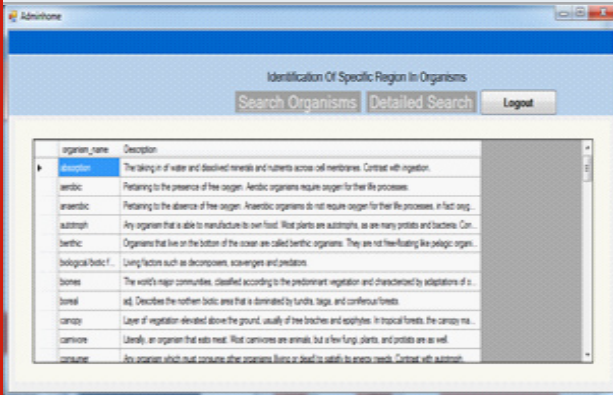 Adminhome
Identification Of Specific Region In Organisms
Search Organisms Detailed Search Logout
organism_name Description
absorption The taking in of water and dissolved minerals and nutrients across cell membranes. Contrast with ingestion.
aerobic Pertaining to the presence of free oxygen. Aerobic organisms require oxygen for their life processes.
anaerobic Pertaining to the absence of free oxygen. Anaerobic organisms do not require oxygen for their life processes, in fact oxyg...
autotroph Any organism that is able to manufacture its own food. Most plants are autotrophs, as are many protists and bacteria. Con...
benthic Organisms that live on the bottom of the ocean are called benthic organisms. They are not free-floating like pelagic organ...
biological/biotic f... Living factors such as decomposers, scavengers and predators.
biomes The world's major communities, classified according to the predominant vegetation and characterized by adaptations of o...
boreal adj. Describes the northern biotic area that is dominated by tundra, taiga, and coniferous forests.
canopy Layer of vegetation elevated above the ground, usually of tree braches and epiphytes. In tropical forests, the canopy ma...
carnivore Literally, an organism that eats meat. Most carnivores are animals, but a few fungi, plants, and protists are as well.
consumer Any organism which must consume other organisms (living or dead) to satisfy its energy needs. Contrast with autotroph.